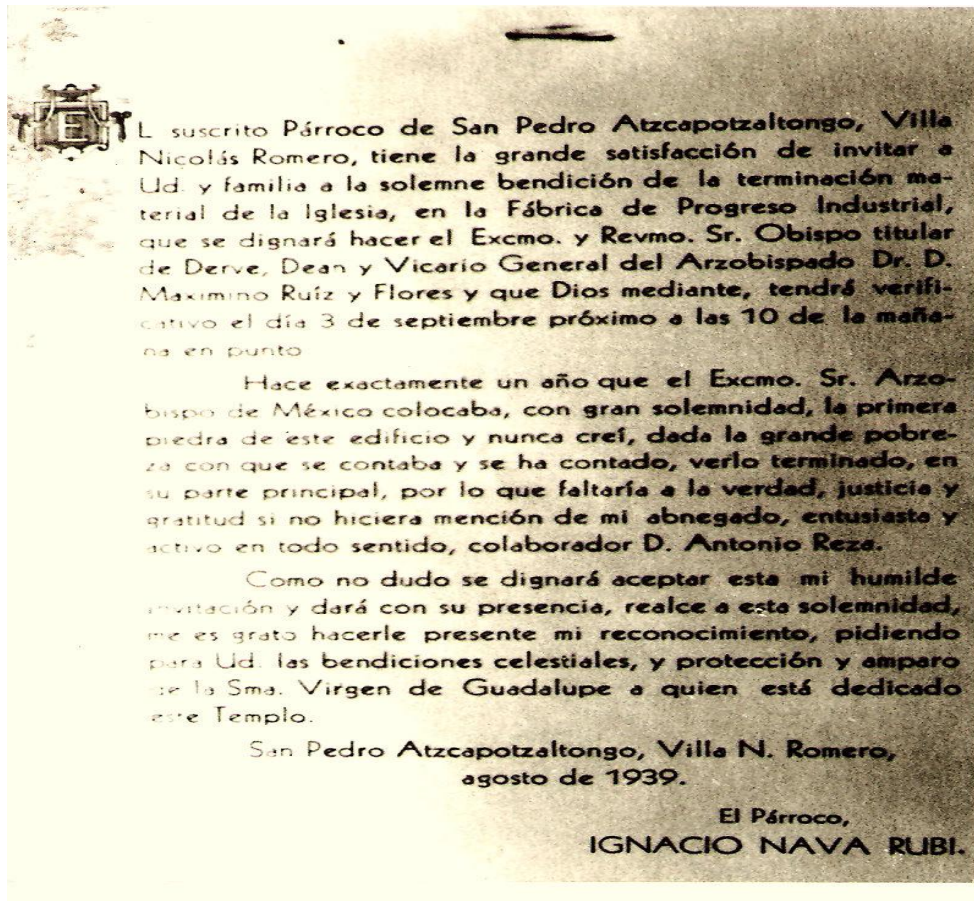 EL suscrito Párroco de San Pedro Atzcapotzaltongo, Villa
Nicolás Romero, tiene la grande satisfacción de invitar a
Ud. y familia a la solemne bendición de la terminación ma-
terial de la Iglesia, en la Fábrica de Progreso Industrial,
que se dignará hacer el Excmo. y Revmo. Sr. Obispo titular
de Derve, Dean y Vicario General del Arzobispado Dr. D.
Maximino Ruíz y Flores y que Dios mediante, tendrá verifi-
cativo el día 3 de septiembre próximo a las 10 de la maña-
na en punto
Hace exactamente un año que el Excmo. Sr. Arzo-
bispo de México colocaba, con gran solemnidad, la primera
piedra de este edificio y nunca creí, dada la grande pobre-
za con que se contaba y se ha contado, verlo terminado, en
su parte principal, por lo que faltaría a la verdad, justicia y
gratitud si no hiciera mención de mi abnegado, entusiasta y
activo en todo sentido, colaborador D. Antonio Reza.
Como no dudo se dignará aceptar esta mi humilde
invitación y dará con su presencia, realce a esta solemnidad,
me es grato hacerle presente mi reconocimiento, pidiendo
para Ud. las bendiciones celestiales, y protección y amparo
de la Sma. Virgen de Guadalupe a quien está dedicado
este Templo.
San Pedro Atzcapotzaltongo, Villa N. Romero,
agosto de 1939.
El Párroco,
IGNACIO NAVA RUBI.